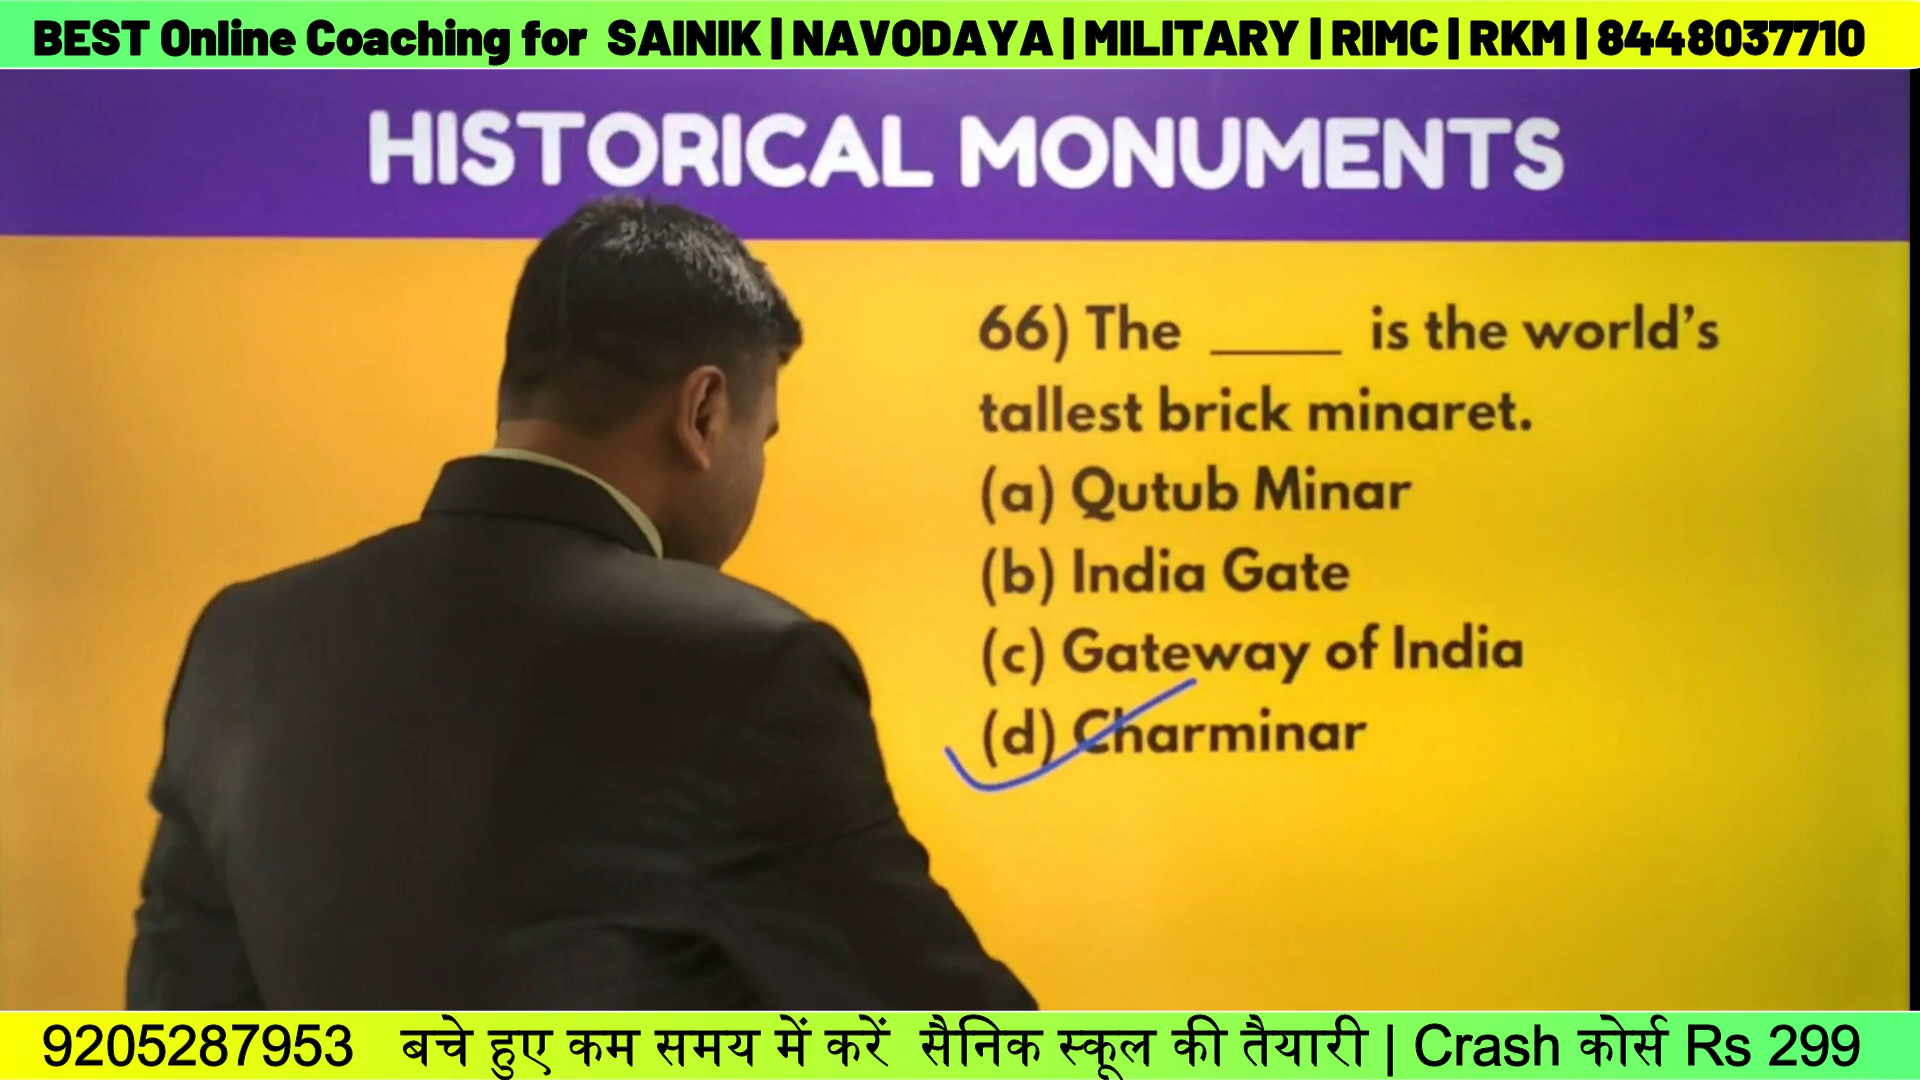 BEST Online Coaching for SAINIK | NAVODAYA | MILITARY | RIMC | RKM | 8448037710
HISTORICAL MONUMENTS
66) The _____ is the world's
tallest brick minaret.
(a) Qutub Minar
(b) India Gate
(c) Gateway of India
(d) Charminar
9205287953 बचे हुए कम समय में करें सैनिक स्कूल की तैयारी | Crash कोर्स Rs 299